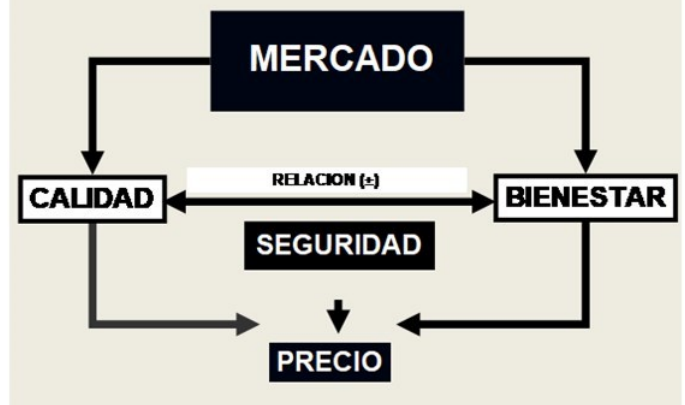 MERCADO
RELACION (±)
CALIDAD
BIENESTAR
SEGURIDAD
PRECIO